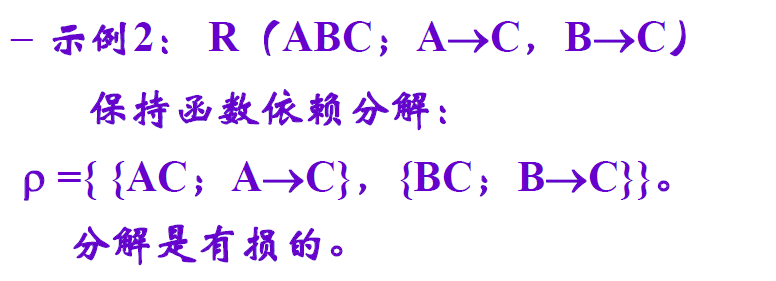 – 示例2： R（ABC；A→C，B→C）
保持函数依赖分解：
ρ ={ {AC；A→C}，{BC；B→C}}。
分解是有损的。